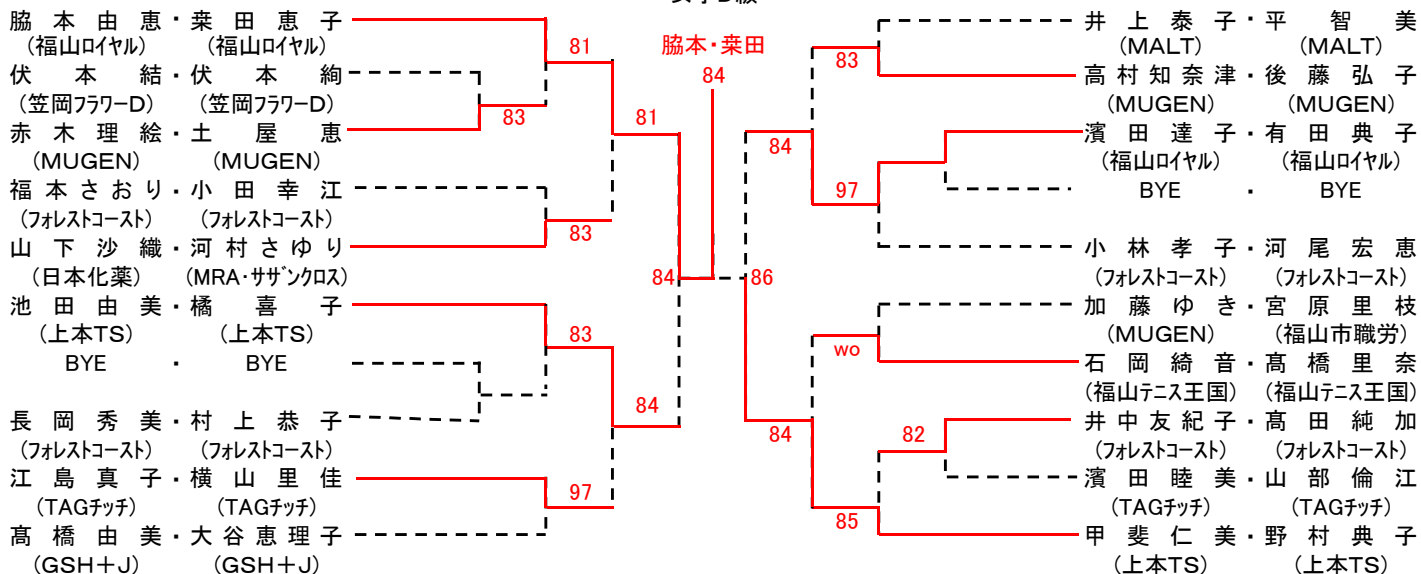 脇本由恵・桒田恵子
(福山ロイヤル) (福山ロイヤル)
伏本結・伏本絢
(笠岡フラワーD) (笠岡フラワーD)
赤木理絵・土屋恵
(MUGEN) (MUGEN)
福本さおり・小田幸江
(フォレストコースト) (フォレストコースト)
山下沙織・河村さゆり
(日本化薬) (MRA・サザンクロス)
池田由美・橘喜子
(上本TS) (上本TS)
BYE ・ BYE
長岡秀美・村上恭子
(フォレストコースト) (フォレストコースト)
江島真子・横山里佳
(TAGチッチ) (TAGチッチ)
髙橋由美・大谷恵理子
(GSH+J) (GSH+J)
81
83
83
83
97
81
84
84
脇本・桒田
84
86
84
84
83
97
wo
85
82
井上泰子・平智美
(MALT) (MALT)
高村知奈津・後藤弘子
(MUGEN) (MUGEN)
濱田達子・有田典子
(福山ロイヤル) (福山ロイヤル)
BYE ・ BYE
小林孝子・河尾宏恵
(フォレストコースト) (フォレストコースト)
加藤ゆき・宮原里枝
(MUGEN) (福山市職労)
石岡綺音・髙橋里奈
(福山テニス王国) (福山テニス王国)
井中友紀子・髙田純加
(フォレストコースト) (フォレストコースト)
濱田睦美・山部倫江
(TAGチッチ) (TAGチッチ)
甲斐仁美・野村典子
(上本TS) (上本TS)